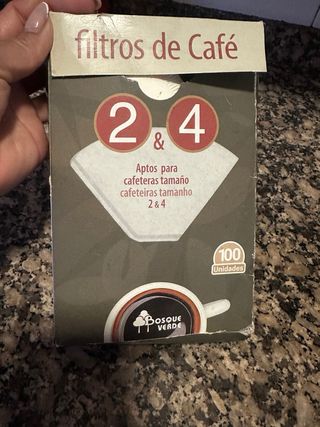 filtros de Café
2 & 4
Aptos para
cafeteras tamaño
cafeteiras tamanho
2 & 4
100
Unidades
BOSQUE
VERDE